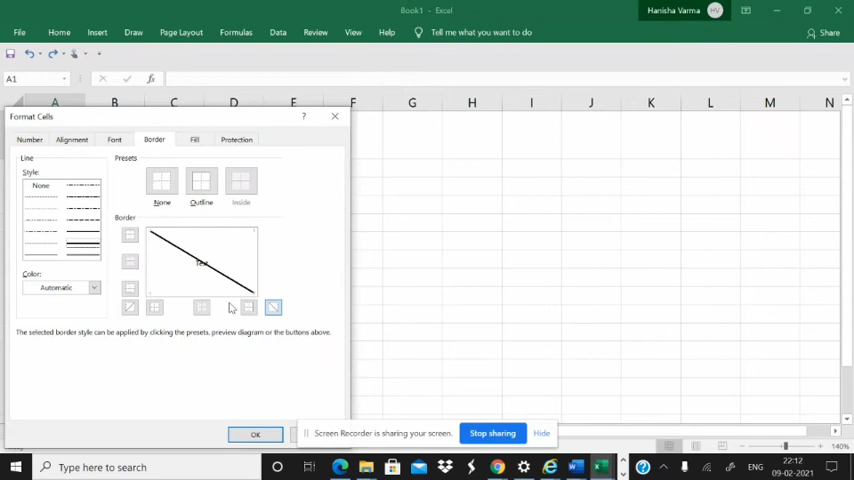 Book1 - Excel
Hanisha Varma HV
File Home Insert Draw Page Layout Formulas Data Review View Help Tell me what you want to do Share
A1 fx
A B C D E F G H I J K L M N
Format Cells ?
Number Alignment Font Border Fill Protection
Line
Style:
None
Color:
Automatic
Presets
None Outline Inside
Border
Text
The selected border style can be applied by clicking the presets, preview diagram or the buttons above.
OK
Screen Recorder is sharing your screen. Stop sharing Hide
140%
Type here to search
ENG
22:12
09-02-2021